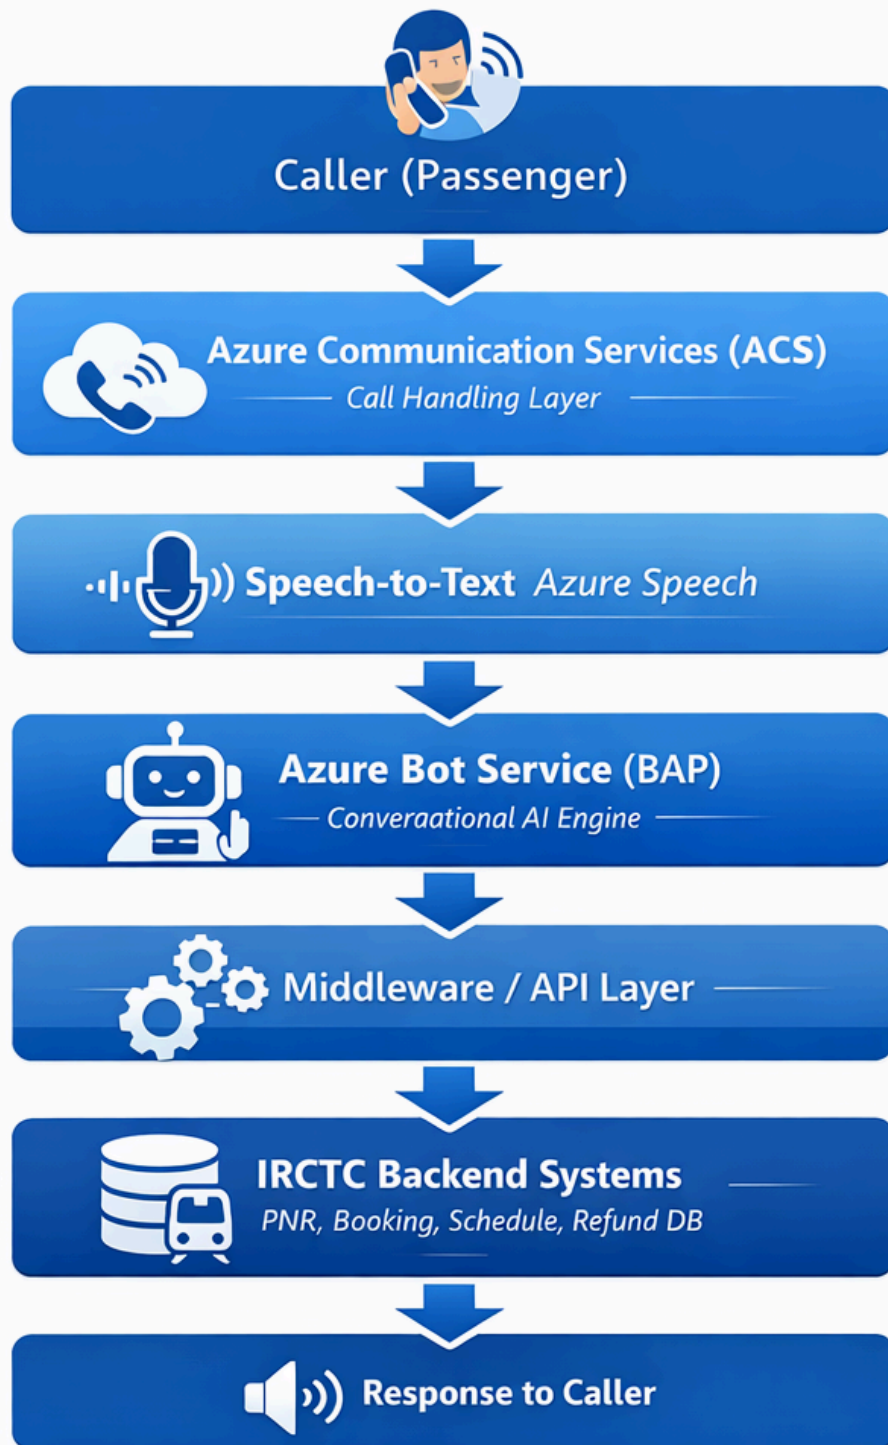 Caller (Passenger)
Azure Communication Services (ACS)
Call Handling Layer
Speech-to-Text Azure Speech
Azure Bot Service (BAP)
Converaational AI Engine
Middleware / API Layer
IRCTC Backend Systems
PNR, Booking, Schedule, Refund DB
Response to Caller